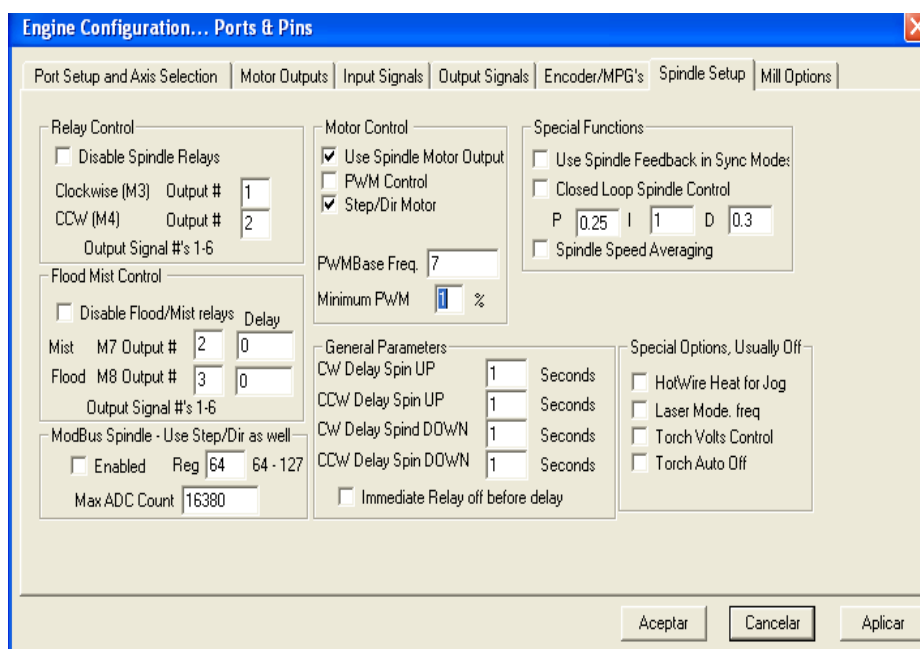 Engine Configuration... Ports & Pins
Port Setup and Axis Selection
Motor Outputs
Input Signals
Output Signals
Encoder/MPG's
Spindle Setup
Mill Options
Relay Control
Disable Spindle Relays
Clockwise (M3) Output # 1
CCW (M4) Output # 2
Output Signal #'s 1-6
Flood Mist Control
Disable Flood/Mist relays Delay
Mist M7 Output # 2 0
Flood M8 Output # 3 0
Output Signal #'s 1-6
ModBus Spindle - Use Step/Dir as well
Enabled Reg 64 64 - 127
Max ADC Count 16380
Motor Control
Use Spindle Motor Output
PWM Control
Step/Dir Motor
PWMBase Freq. 7
Minimum PWM 1 %
General Parameters
CW Delay Spin UP 1 Seconds
CCW Delay Spin UP 1 Seconds
CW Delay Spind DOWN 1 Seconds
CCW Delay Spin DOWN 1 Seconds
Immediate Relay off before delay
Special Functions
Use Spindle Feedback in Sync Modes
Closed Loop Spindle Control
P 0.25 I 1 D 0.3
Spindle Speed Averaging
Special Options, Usually Off
HotWire Heat for Jog
Laser Mode. freq
Torch Volts Control
Torch Auto Off
Aceptar
Cancelar
Aplicar